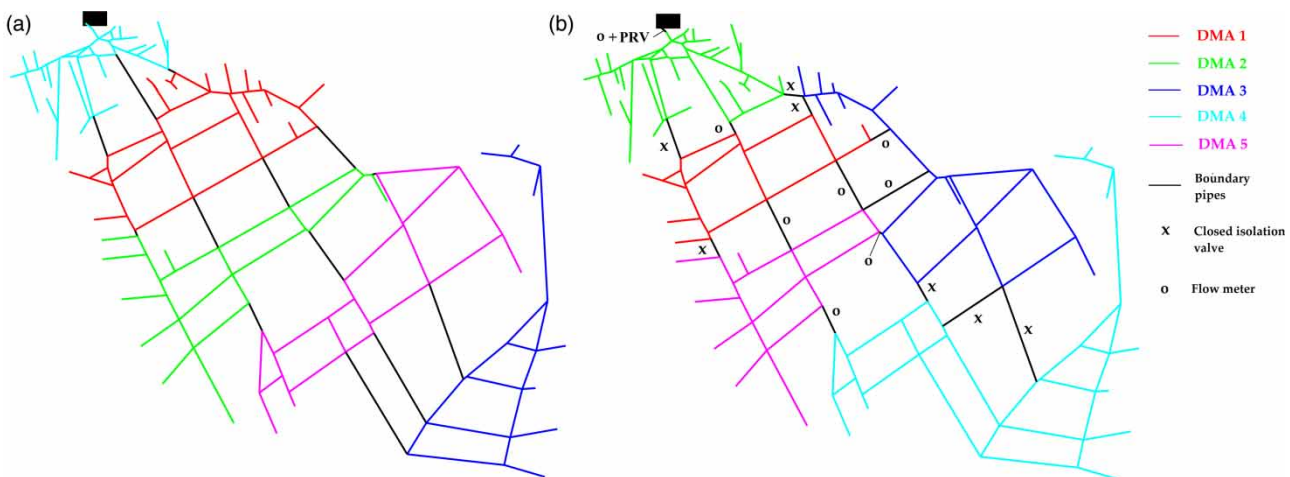 (a)
(b)
o + PRV
x
x
o
x
o
o
o
o
x
o
x
o
x
x
DMA 1
DMA 2
DMA 3
DMA 4
DMA 5
Boundary
pipes
x Closed isolation
valve
o Flow meter